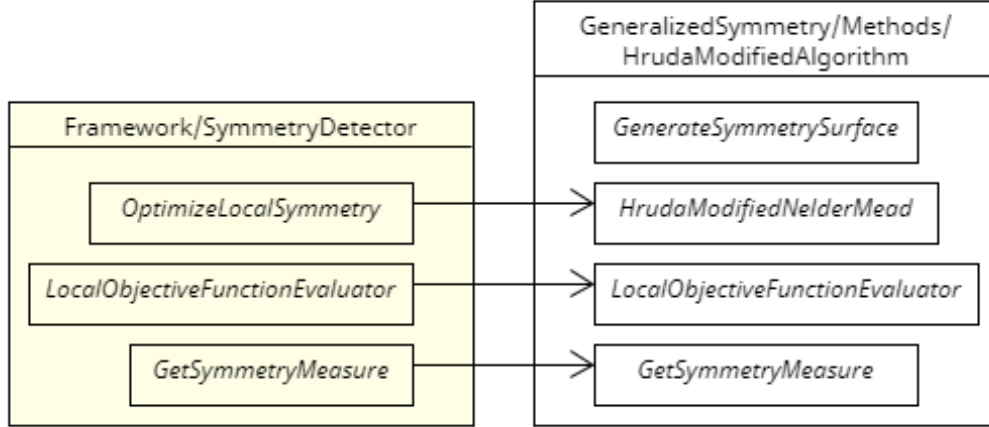 Framework/SymmetryDetector
OptimizeLocalSymmetry
LocalObjectiveFunctionEvaluator
GetSymmetryMeasure
GeneralizedSymmetry/Methods/
HrudaModifiedAlgorithm
GenerateSymmetrySurface
HrudaModifiedNelderMead
LocalObjectiveFunctionEvaluator
GetSymmetryMeasure